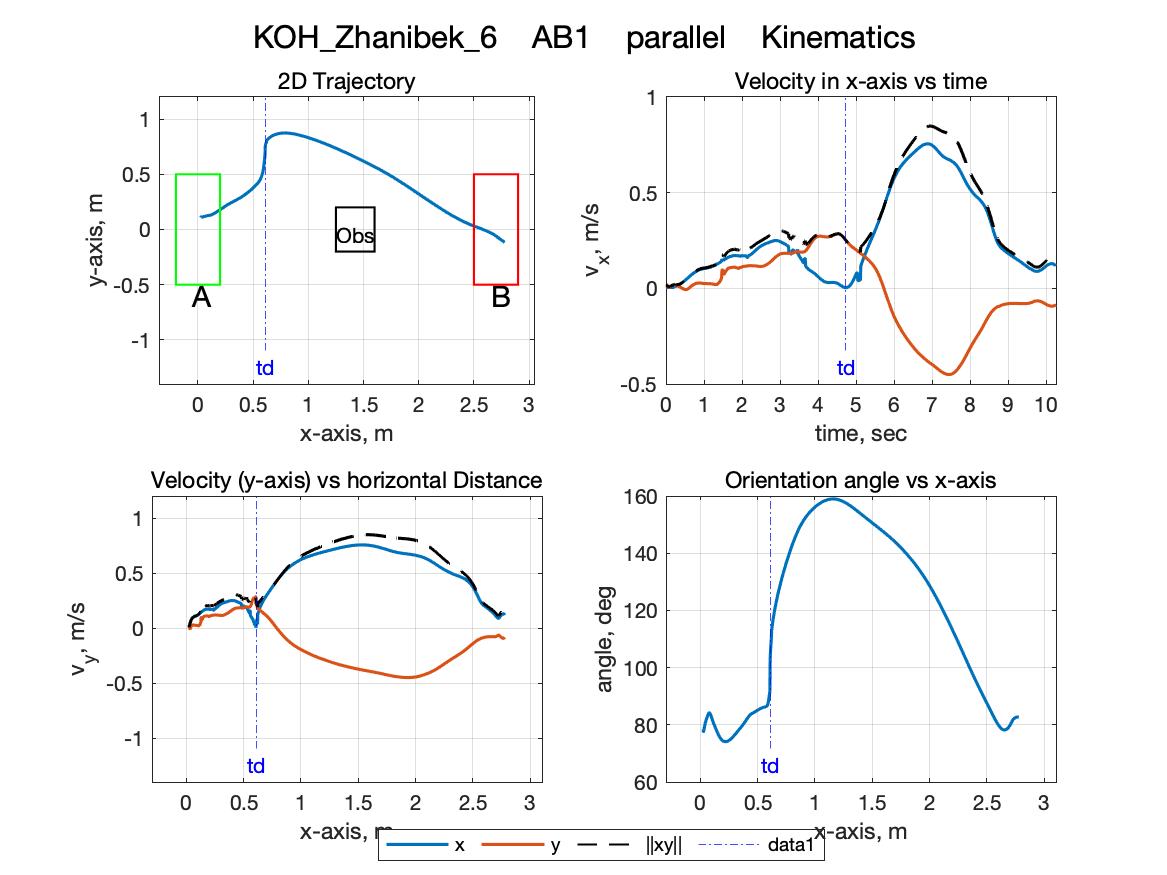 KOH_Zhanibek_6 AB1 parallel Kinematics
2D Trajectory
1
0.5
0
-0.5
-1
y-axis, m
A
Obs
B
td
0 0.5 1 1.5 2 2.5 3
x-axis, m
Velocity in x-axis vs time
1
0.5
0
-0.5
vx, m/s
td
0 1 2 3 4 5 6 7 8 9 10
time, sec
Velocity (y-axis) vs horizontal Distance
1
0.5
0
-0.5
-1
vy, m/s
td
0 0.5 1 1.5 2 2.5 3
x-axis, m
Orientation angle vs x-axis
160
140
120
100
80
60
angle, deg
td
0 0.5 1 1.5 2 2.5 3
x-axis, m
x y ||xy|| data1